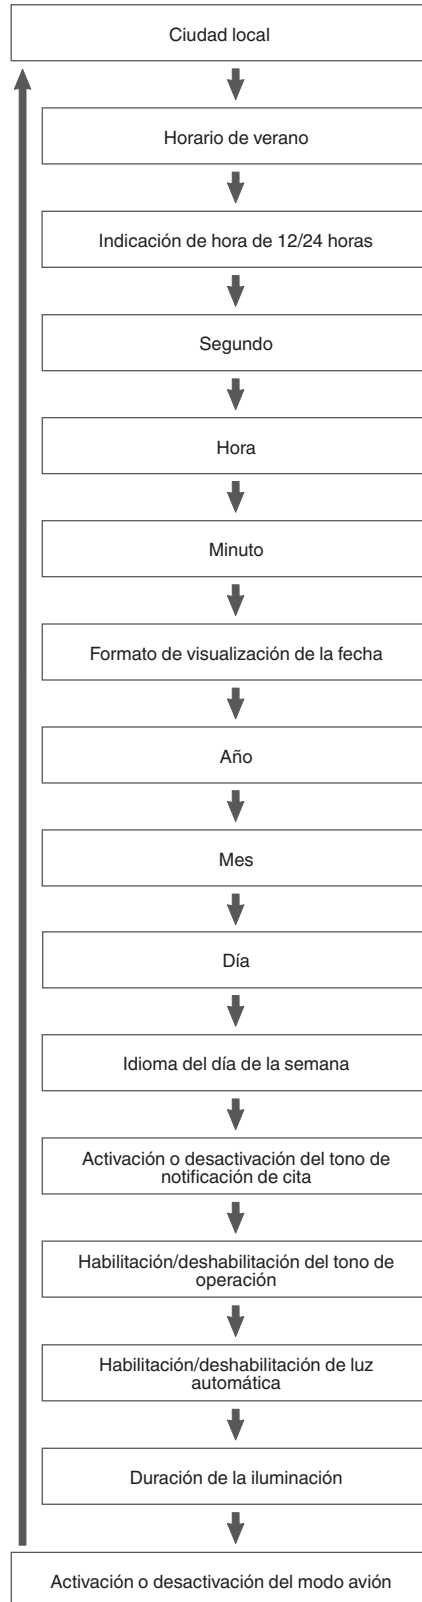 Ciudad local
Horario de verano
Indicación de hora de 12/24 horas
Segundo
Hora
Minuto
Formato de visualización de la fecha
Año
Mes
Día
Idioma del día de la semana
Activación o desactivación del tono de
notificación de cita
Habilitación/deshabilitación del tono de
operación
Habilitación/deshabilitación de luz
automática
Duración de la iluminación
Activación o desactivación del modo avión